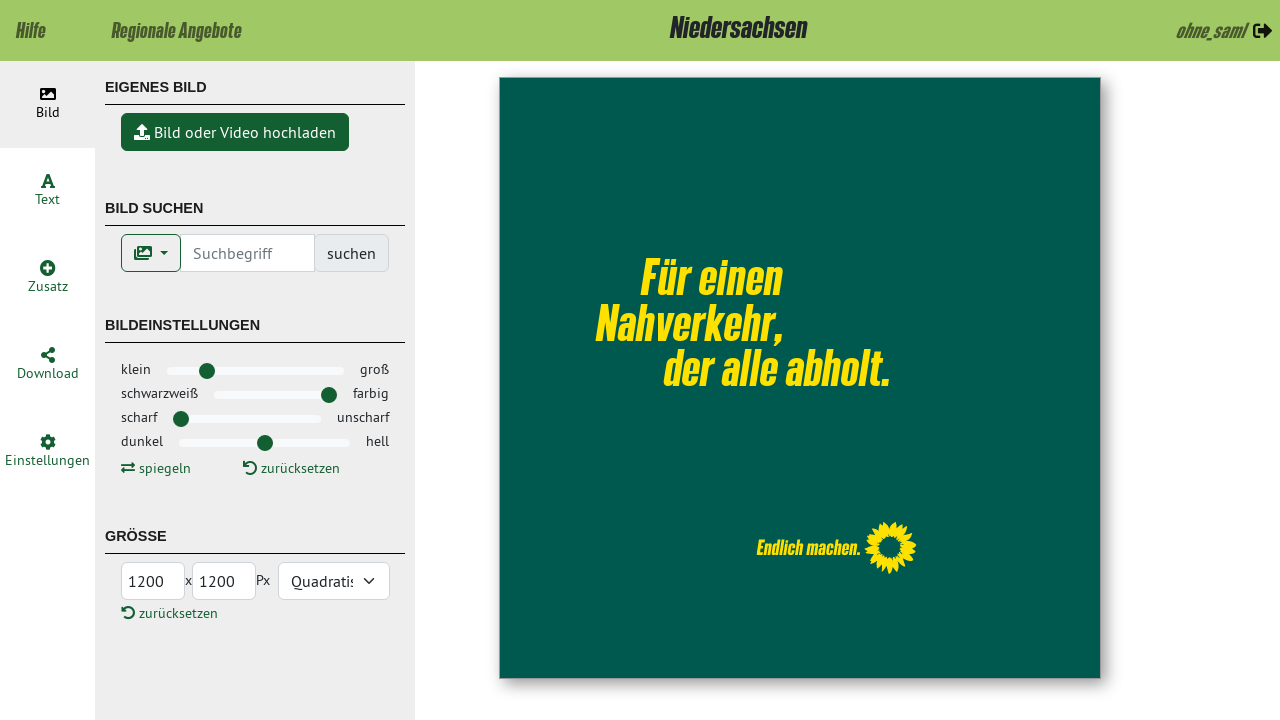 Hilfe
Regionale Angebote
Niedersachsen
ohne_saml
Bild
Text
Zusatz
Download
Einstellungen
EIGENES BILD
Bild oder Video hochladen
BILD SUCHEN
Suchbegriff
suchen
BILDEINSTELLUNGEN
klein groß
schwarzweiß farbig
scharf unscharf
dunkel hell
spiegeln zurücksetzen
GRÖSSE
1200 x 1200 Px Quadratis
zurücksetzen
Für einen
Nahverkehr,
der alle abholt.
Endlich machen.